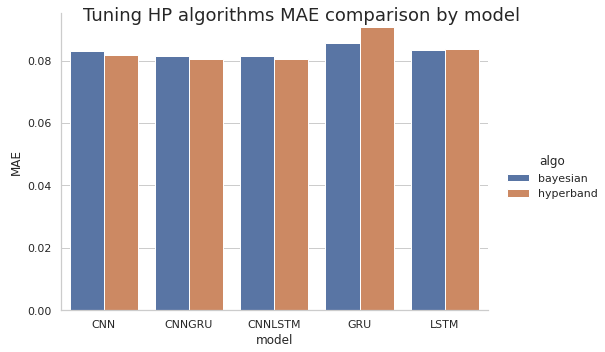 Tuning HP algorithms MAE comparison by model
0.08
0.06
0.04
0.02
0.00
MAE
CNN
CNNGRU
CNNLSTM
GRU
LSTM
model
algo
bayesian
hyperband